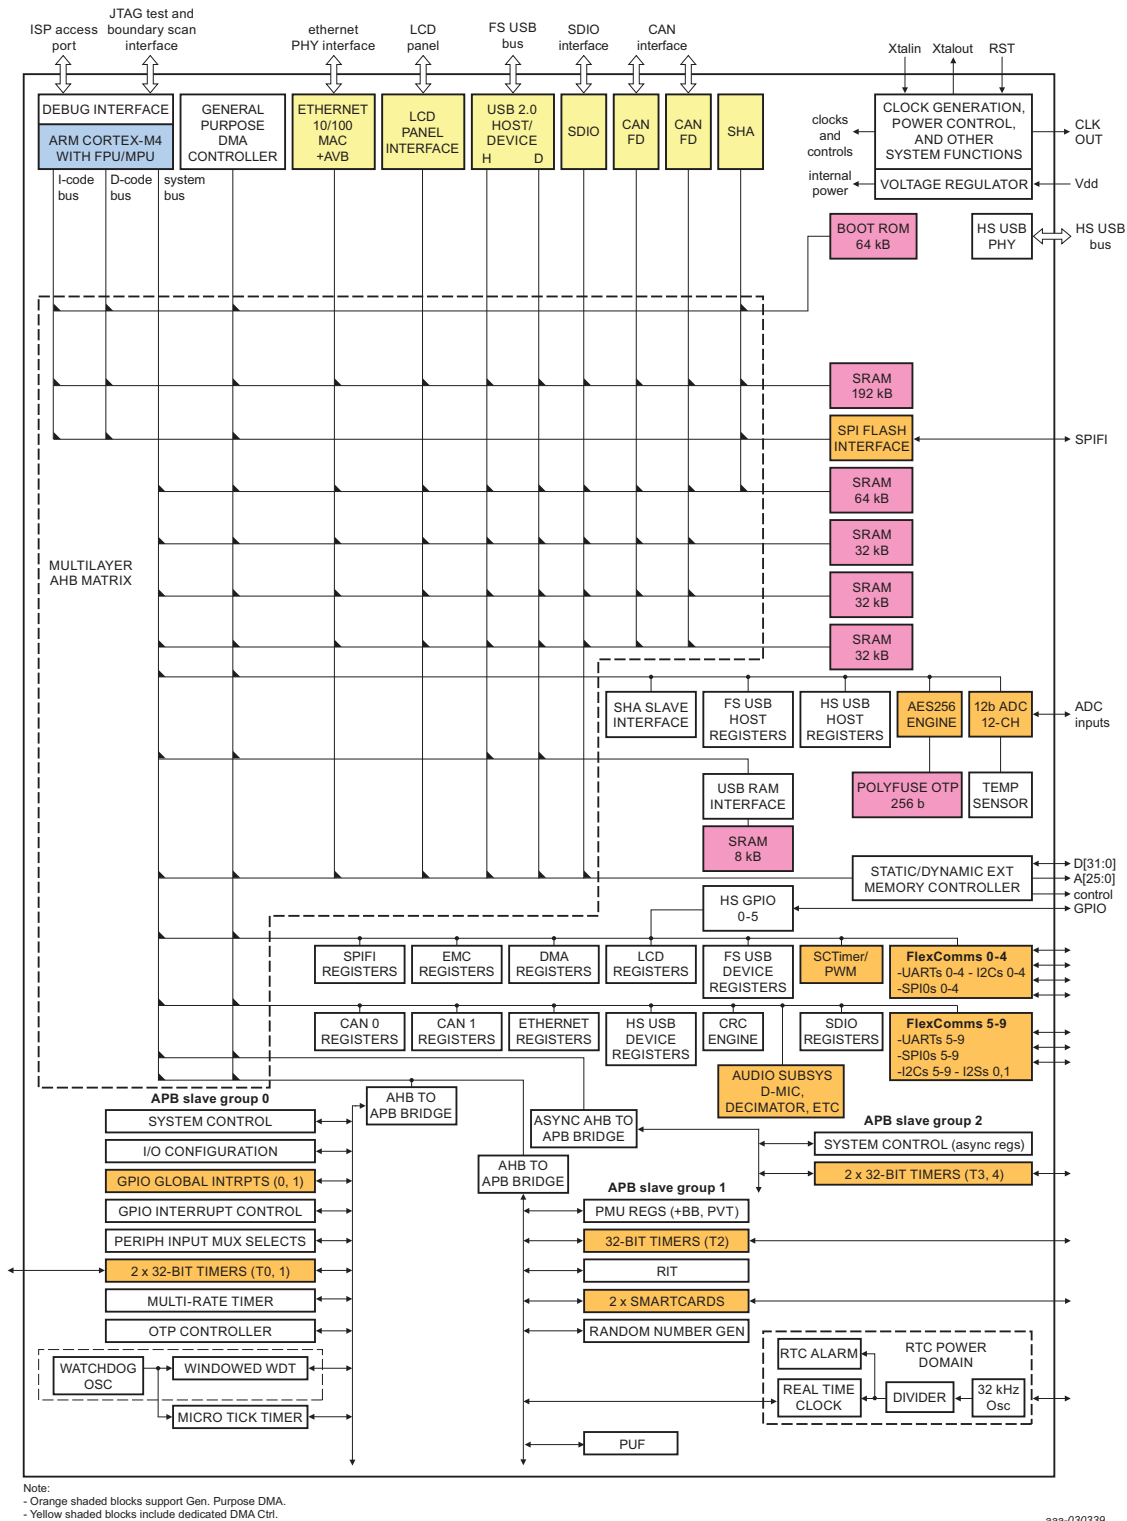 ISP access
port
JTAG test and
boundary scan
interface
ethernet
PHY interface
LCD
panel
FS USB
bus
SDIO
interface
CAN
interface
Xtalin
Xtalout
RST
DEBUG INTERFACE
ARM CORTEX-M4
WITH FPU/MPU
GENERAL
PURPOSE
DMA
CONTROLLER
ETHERNET
10/100
MAC
+AVB
LCD
PANEL
INTERFACE
USB 2.0
HOST/
DEVICE
H D
SDIO
CAN
FD
CAN
FD
SHA
clocks
and
controls
internal
power
CLOCK GENERATION,
POWER CONTROL,
AND OTHER
SYSTEM FUNCTIONS
VOLTAGE REGULATOR
CLK
OUT
Vdd
I-code
bus
D-code
bus
system
bus
BOOT ROM
64 kB
HS USB
PHY
HS USB
bus
SRAM
192 kB
SPI FLASH
INTERFACE
SPIFI
SRAM
64 kB
SRAM
32 kB
MULTILAYER
AHB MATRIX
SRAM
32 kB
SRAM
32 kB
SHA SLAVE
INTERFACE
FS USB
HOST
REGISTERS
HS USB
HOST
REGISTERS
AES256
ENGINE
12b ADC
12-CH
ADC
inputs
USB RAM
INTERFACE
POLYFUSE OTP
256 b
TEMP
SENSOR
SRAM
8 kB
STATIC/DYNAMIC EXT
MEMORY CONTROLLER
D[31:0]
A[25:0]
control
GPIO
HS GPIO
0-5
SPIFI
REGISTERS
EMC
REGISTERS
DMA
REGISTERS
LCD
REGISTERS
FS USB
DEVICE
REGISTERS
SCTimer/
PWM
FlexComms 0-4
-UARTs 0-4 - I2Cs 0-4
-SPI0s 0-4
CAN 0
REGISTERS
CAN 1
REGISTERS
ETHERNET
REGISTERS
HS USB
DEVICE
REGISTERS
CRC
ENGINE
SDIO
REGISTERS
FlexComms 5-9
-UARTs 5-9
-SPI0s 5-9
-I2Cs 5-9 - I2Ss 0,1
AUDIO SUBSYS
D-MIC,
DECIMATOR, ETC
APB slave group 0
AHB TO
APB BRIDGE
ASYNC AHB TO
APB BRIDGE
APB slave group 2
SYSTEM CONTROL
I/O CONFIGURATION
GPIO GLOBAL INTRPTS (0, 1)
GPIO INTERRUPT CONTROL
PERIPH INPUT MUX SELECTS
2 x 32-BIT TIMERS (T0, 1)
MULTI-RATE TIMER
OTP CONTROLLER
WATCHDOG
OSC
WINDOWED WDT
MICRO TICK TIMER
SYSTEM CONTROL (async regs)
2 x 32-BIT TIMERS (T3, 4)
AHB TO
APB BRIDGE
APB slave group 1
PMU REGS (+BB, PVT)
32-BIT TIMERS (T2)
RIT
2 x SMARTCARDS
RANDOM NUMBER GEN
RTC ALARM
RTC POWER
DOMAIN
REAL TIME
CLOCK
DIVIDER
32 kHz
Osc
PUF
Note:
- Orange shaded blocks support Gen. Purpose DMA.
- Yellow shaded blocks include dedicated DMA Ctrl.
aaa-030339